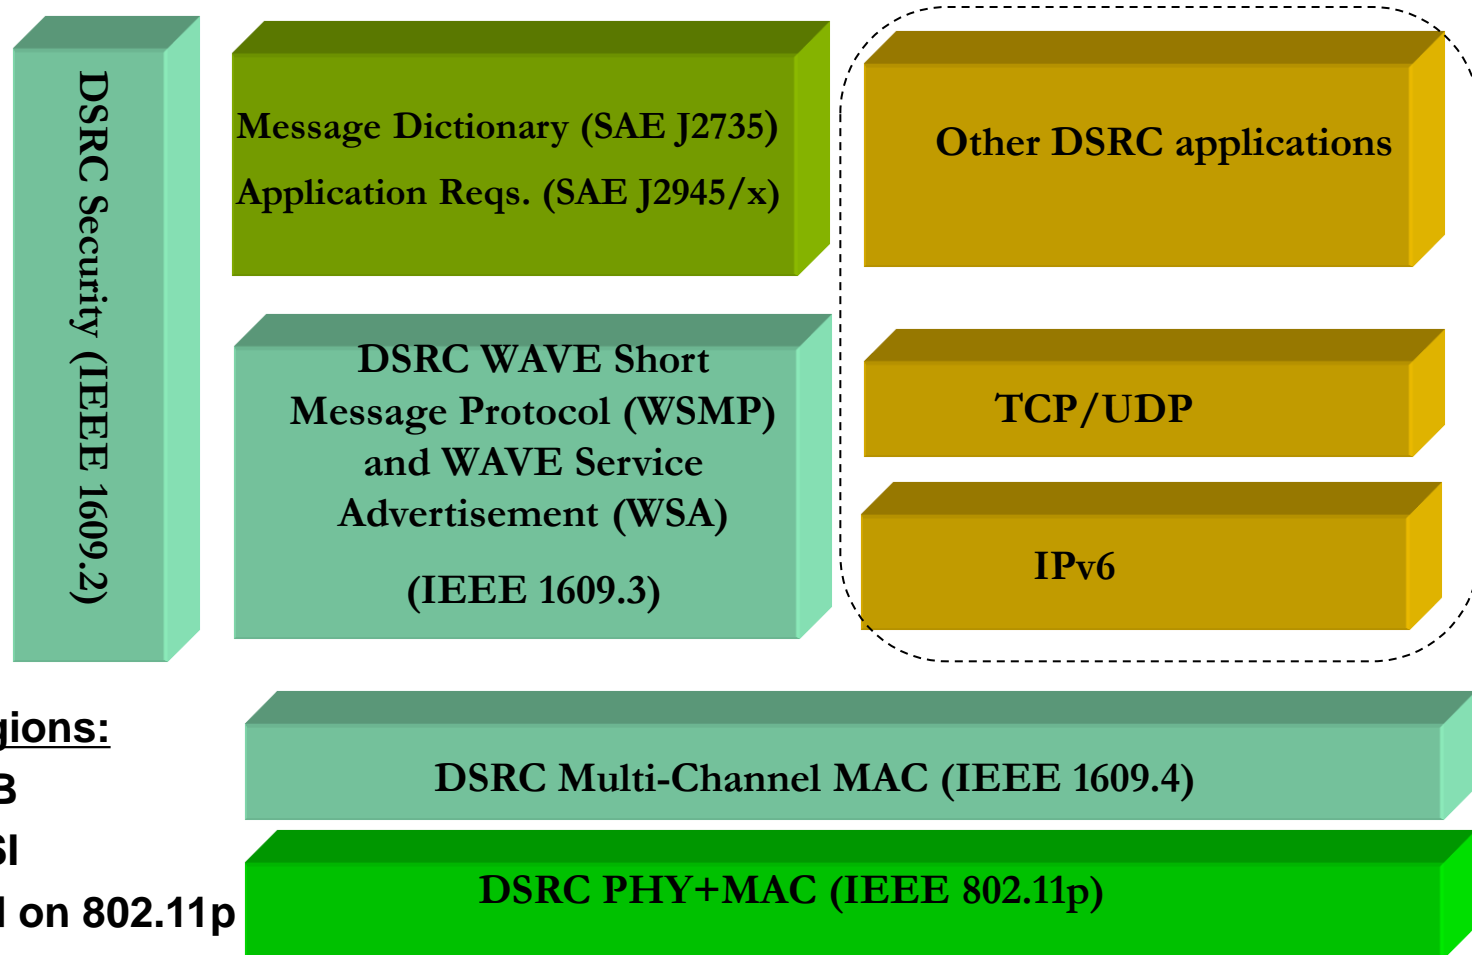 DSRC Security (IEEE 1609.2)
Message Dictionary (SAE J2735)
Application Reqs. (SAE J2945/x)
Other DSRC applications
DSRC WAVE Short
Message Protocol (WSMP)
and WAVE Service
Advertisement (WSA)
(IEEE 1609.3)
TCP/UDP
IPv6
gions:
B
SI
on 802.11p
DSRC Multi-Channel MAC (IEEE 1609.4)
DSRC PHY+MAC (IEEE 802.11p)